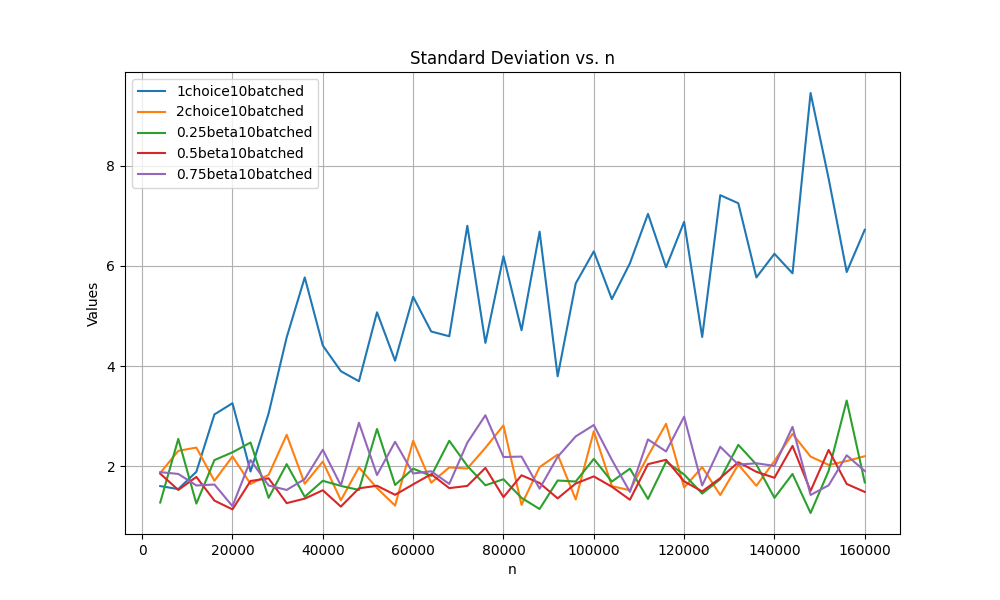 Standard Deviation vs. n
1choice10batched
2choice10batched
0.25beta10batched
0.5beta10batched
0.75beta10batched
Values
8
6
4
2
0 20000 40000 60000 80000 100000 120000 140000 160000
n